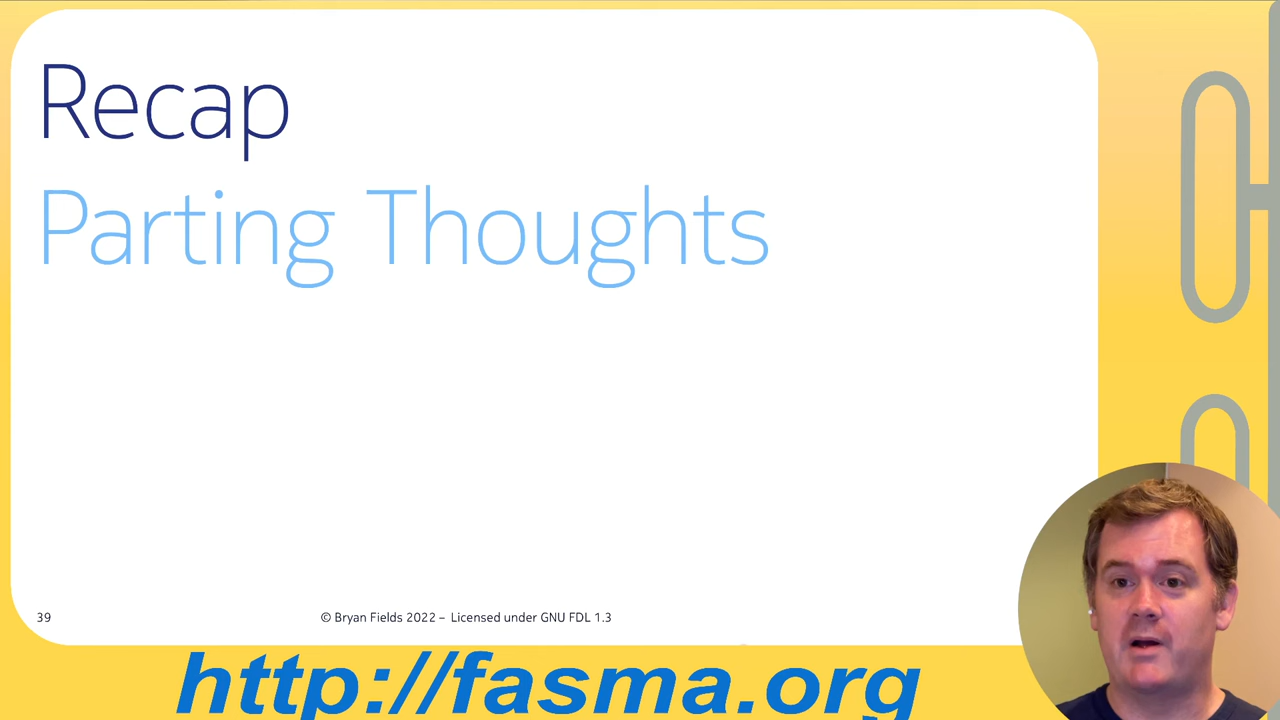 Recap
Parting Thoughts
39
© Bryan Fields 2022 – Licensed under GNU FDL 1.3
http://fasma.org